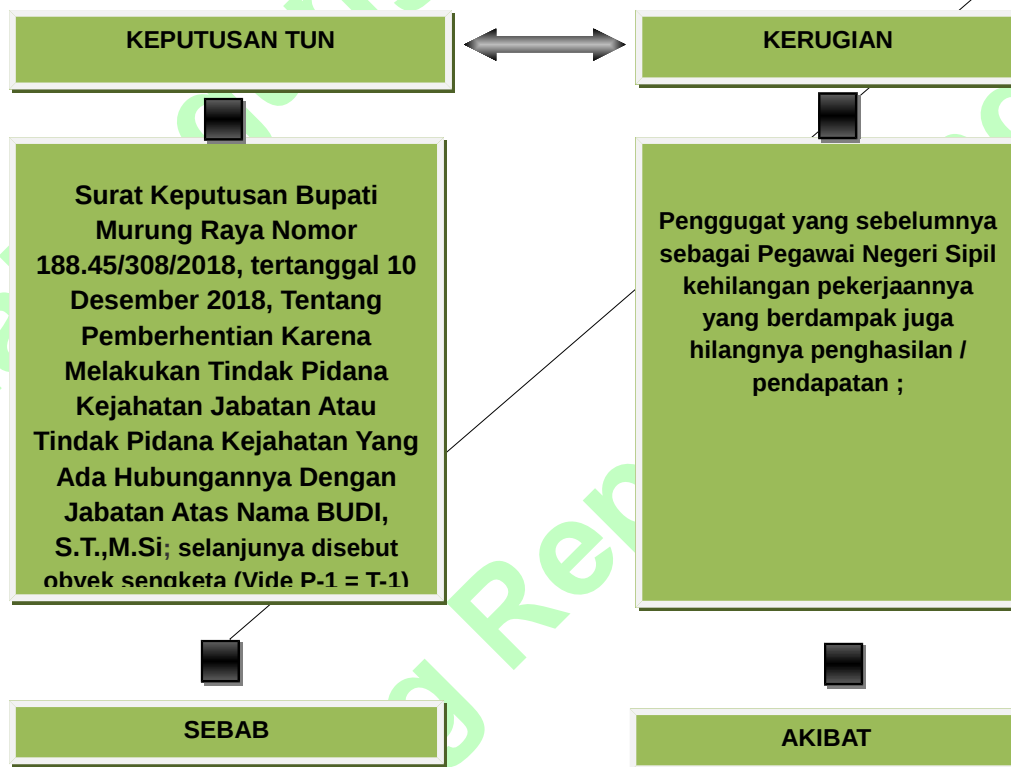 KEPUTUSAN TUN
KERUGIAN
Surat Keputusan Bupati
Murung Raya Nomor
188.45/308/2018, tertanggal 10
Desember 2018, Tentang
Pemberhentian Karena
Melakukan Tindak Pidana
Kejahatan Jabatan Atau
Tindak Pidana Kejahatan Yang
Ada Hubungannya Dengan
Jabatan Atas Nama BUDI,
S.T.,M.Si; selanjunya disebut
obyek sengketa (Vide P-1 = T-1)
Penggugat yang sebelumnya
sebagai Pegawai Negeri Sipil
kehilangan pekerjaannya
yang berdampak juga
hilangnya penghasilan /
pendapatan ;
SEBAB
AKIBAT